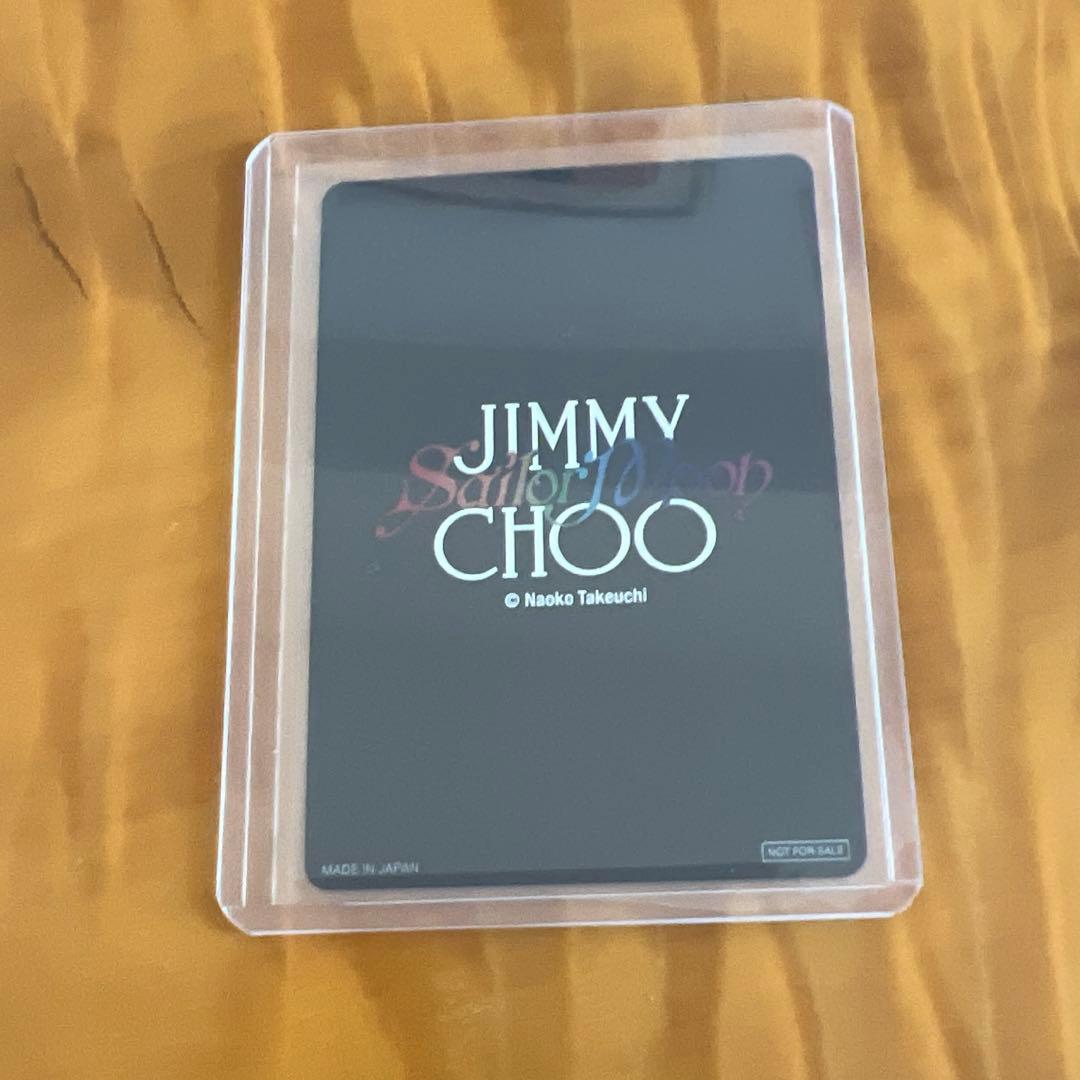 JIMMY
Sailor Moon
CHOO
© Naoko Takeuchi
MADE IN JAPAN
NOT FOR SALE